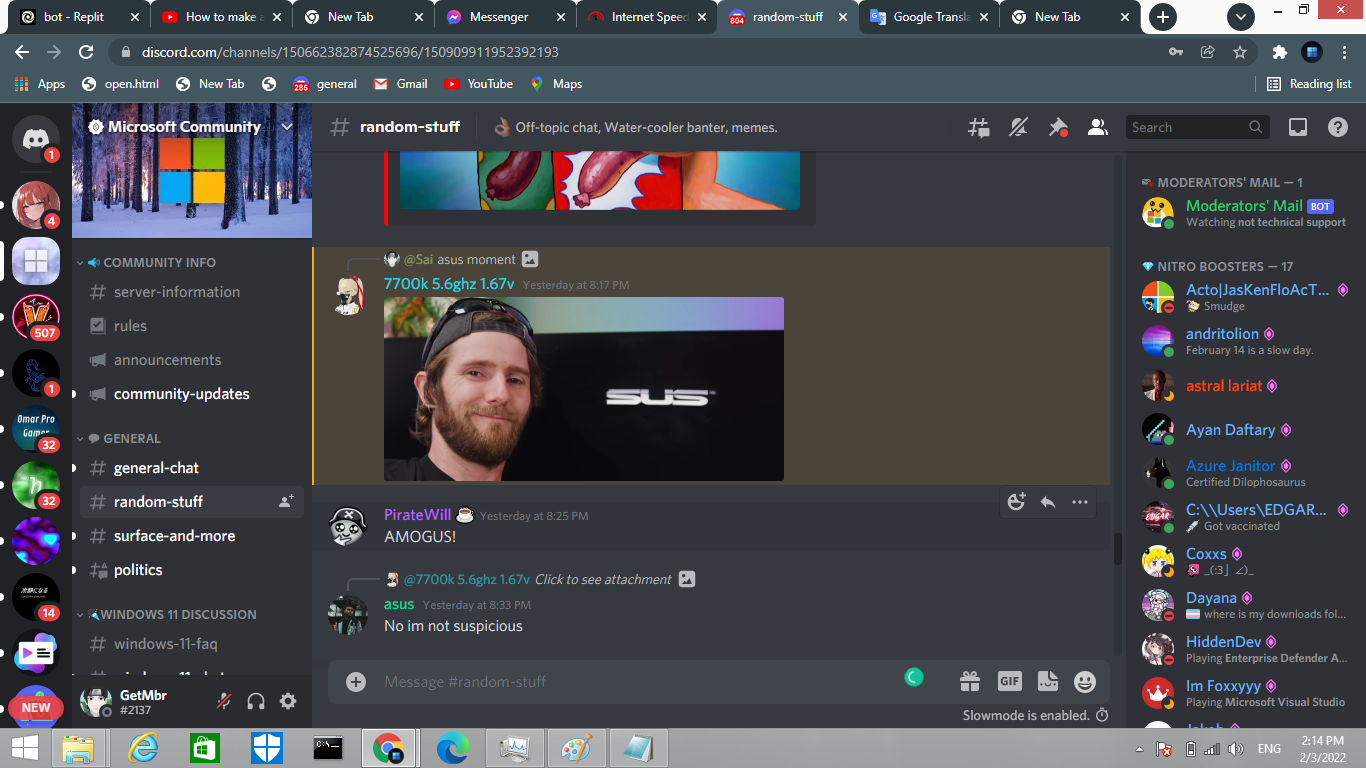 bot - Replit
How to make a
New Tab
Messenger
Internet Speed
804
random-stuff
Google Transla
New Tab
discord.com/channels/150662382874525696/150909911952392193
Apps
open.html
New Tab
285
general
Gmail
YouTube
Maps
Reading list
1
4
507
1
Omar Pro
Gamer
32
32
14
NEW
Microsoft Community
COMMUNITY INFO
server-information
rules
announcements
community-updates
GENERAL
general-chat
random-stuff
surface-and-more
politics
WINDOWS 11 DISCUSSION
windows-11-faq
GetMbr
#2137
random-stuff
Off-topic chat, Water-cooler banter, memes.
Search
@Sai asus moment
7700k 5.6ghz 1.67v Yesterday at 8:17 PM
SUS
PirateWill Yesterday at 8:25 PM
AMOGUS!
@7700k 5.6ghz 1.67v Click to see attachment
asus Yesterday at 8:33 PM
No im not suspicious
Message #random-stuff
GIF
Slowmode is enabled.
MODERATORS' MAIL — 1
Moderators' Mail BOT
Watching not technical support
NITRO BOOSTERS — 17
Acto|JasKenFloAcT...
Smudge
andritolion
February 14 is a slow day.
astral lariat
Ayan Daftary
Azure Janitor
Certified Dilophosaurus
EDGAR
C:\\Users\EDGAR...
Got vaccinated
Coxxs
_(:3」∠)_
Dayana
where is my downloads fol...
HiddenDev
Playing Enterprise Defender A...
Im Foxxyyy
Playing Microsoft Visual Studio
ENG
2:14 PM
2/3/2022